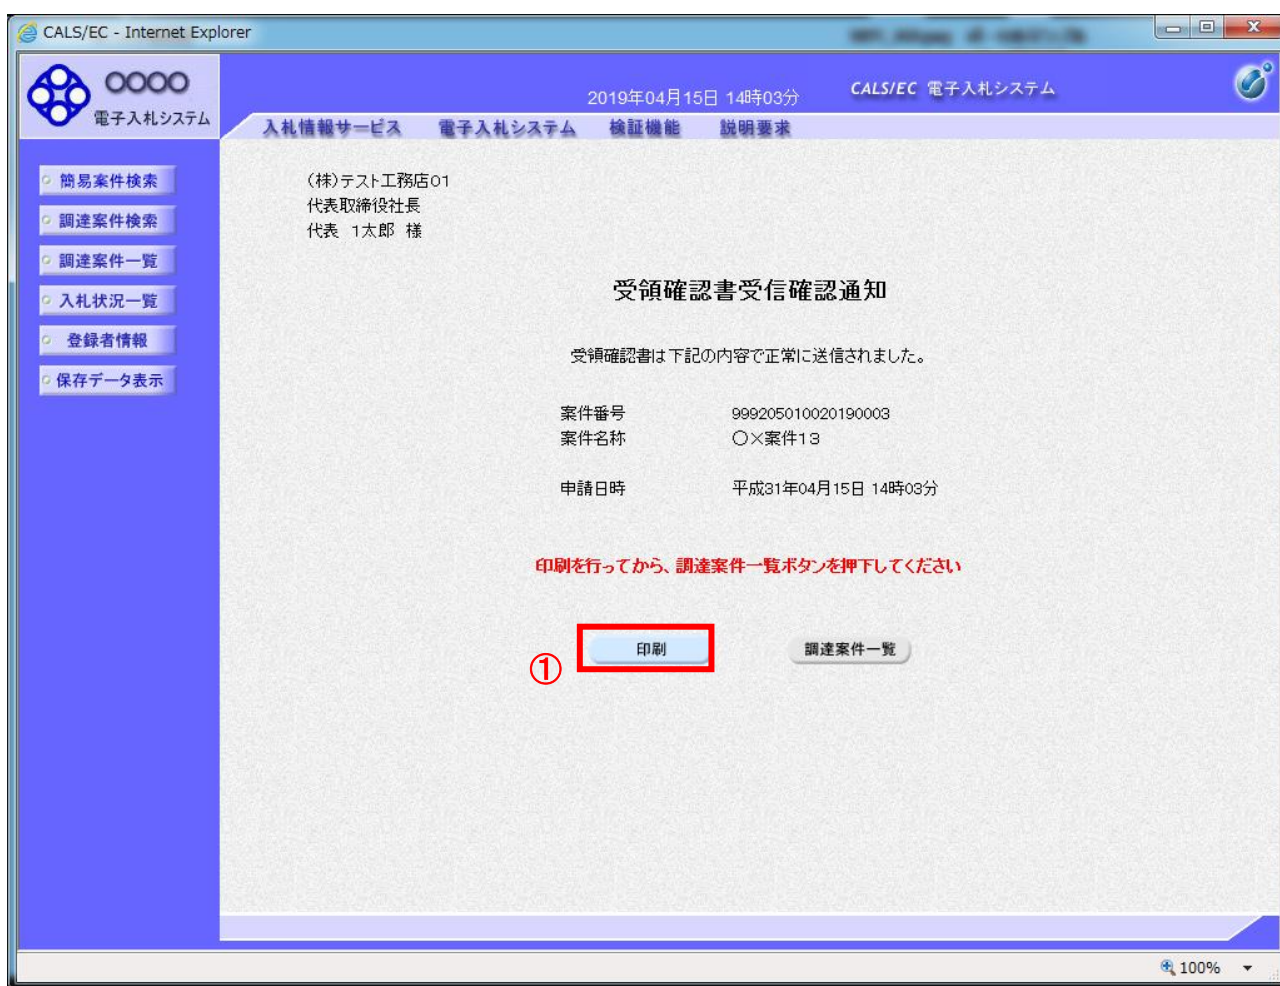 CALS/EC - Internet Explorer
〇〇〇〇
電子入札システム
2019年04月15日 14時03分
CALS/EC 電子入札システム
入札情報サービス 電子入札システム 検証機能 説明要求
簡易案件検索
調達案件検索
調達案件一覧
入札状況一覧
登録者情報
保存データ表示
(株)テスト工務店01
代表取締役社長
代表 1太郎 様
受領確認書受信確認通知
受領確認書は下記の内容で正常に送信されました。
案件番号 999205010020190003
案件名称 〇×案件13
申請日時 平成31年04月15日 14時03分
印刷を行ってから、調達案件一覧ボタンを押下してください
① 印刷 調達案件一覧
100%